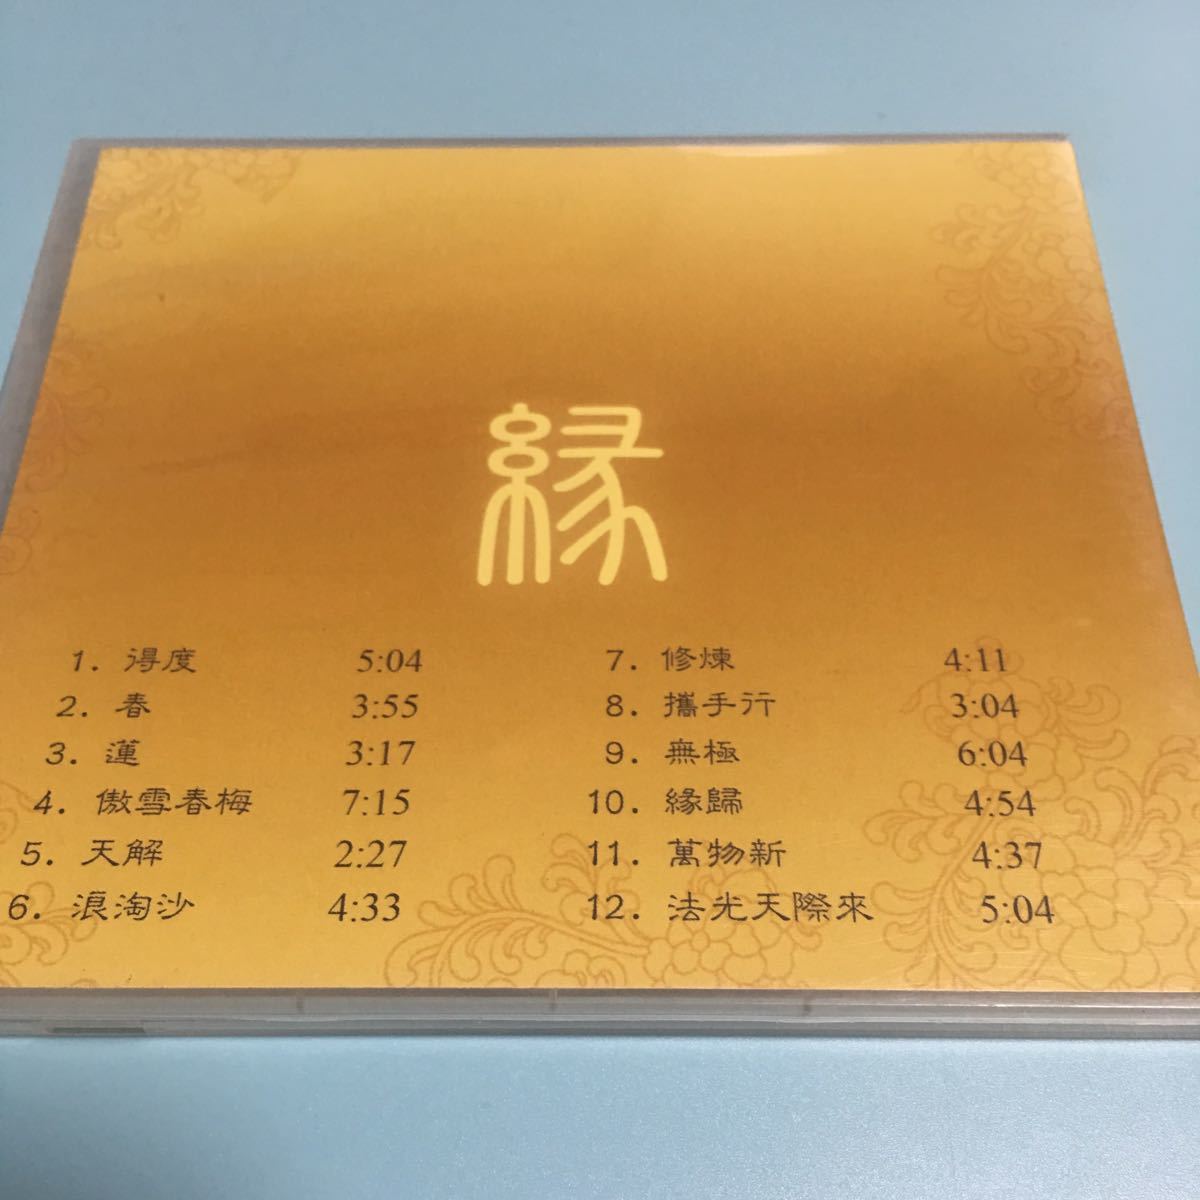 緣
1. 得度 5:04
2. 春 3:55
3. 蓮 3:17
4. 傲雪春梅 7:15
5. 天解 2:27
6. 浪淘沙 4:33
7. 修煉 4:11
8. 攜手行 3:04
9. 無極 6:04
10. 緣歸 4:54
11. 萬物新 4:37
12. 法光天際來 5:04